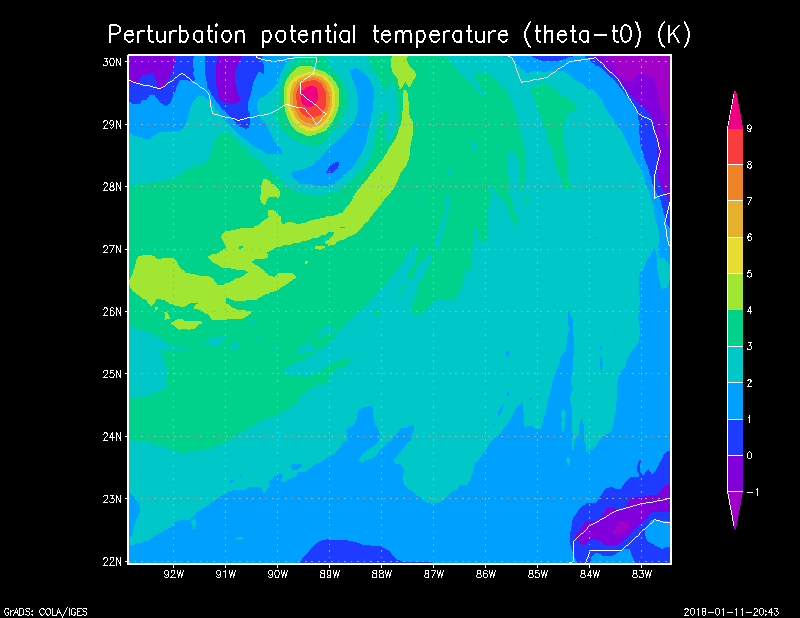 Perturbation potential temperature (theta-t0) (K)
30N
29N
28N
27N
26N
25N
24N
23N
22N
92W 91W 90W 89W 88W 87W 86W 85W 84W 83W
9
8
7
6
5
4
3
2
1
0
-1
GrADS: COLA/IGES
2018-01-11-20:43